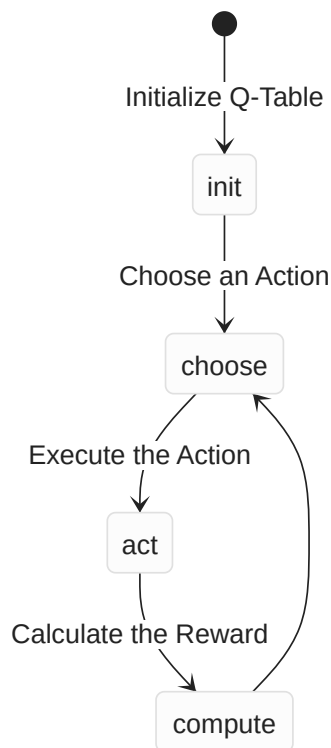 Initialize Q-Table
init
Choose an Action
choose
Execute the Action
act
Calculate the Reward
compute